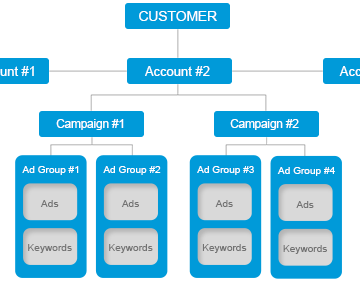 CUSTOMER
unt #1
Account #2
Acc
Campaign #1
Campaign #2
Ad Group #1
Ad Group #2
Ad Group #3
Ad Group #4
Ads
Ads
Ads
Ads
Keywords
Keywords
Keywords
Keywords